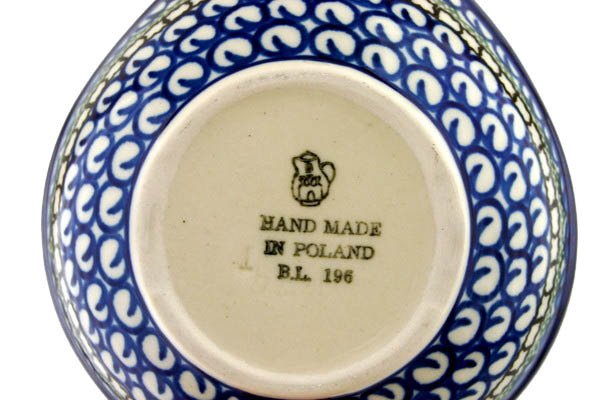 HAND MADE
IN POLAND
B.L. 196